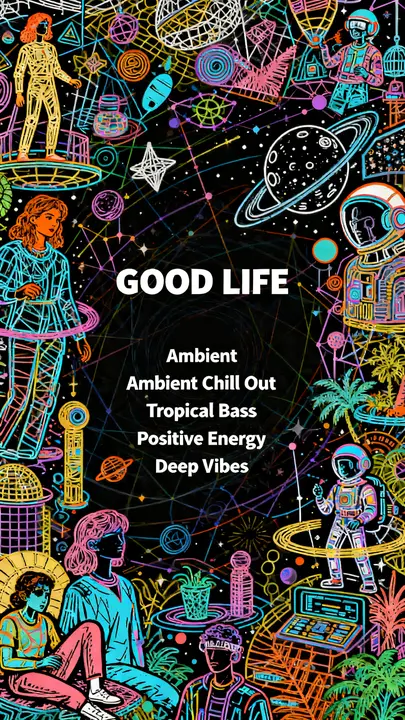 GOOD LIFE
Ambient
Ambient Chill Out
Tropical Bass
Positive Energy
Deep Vibes